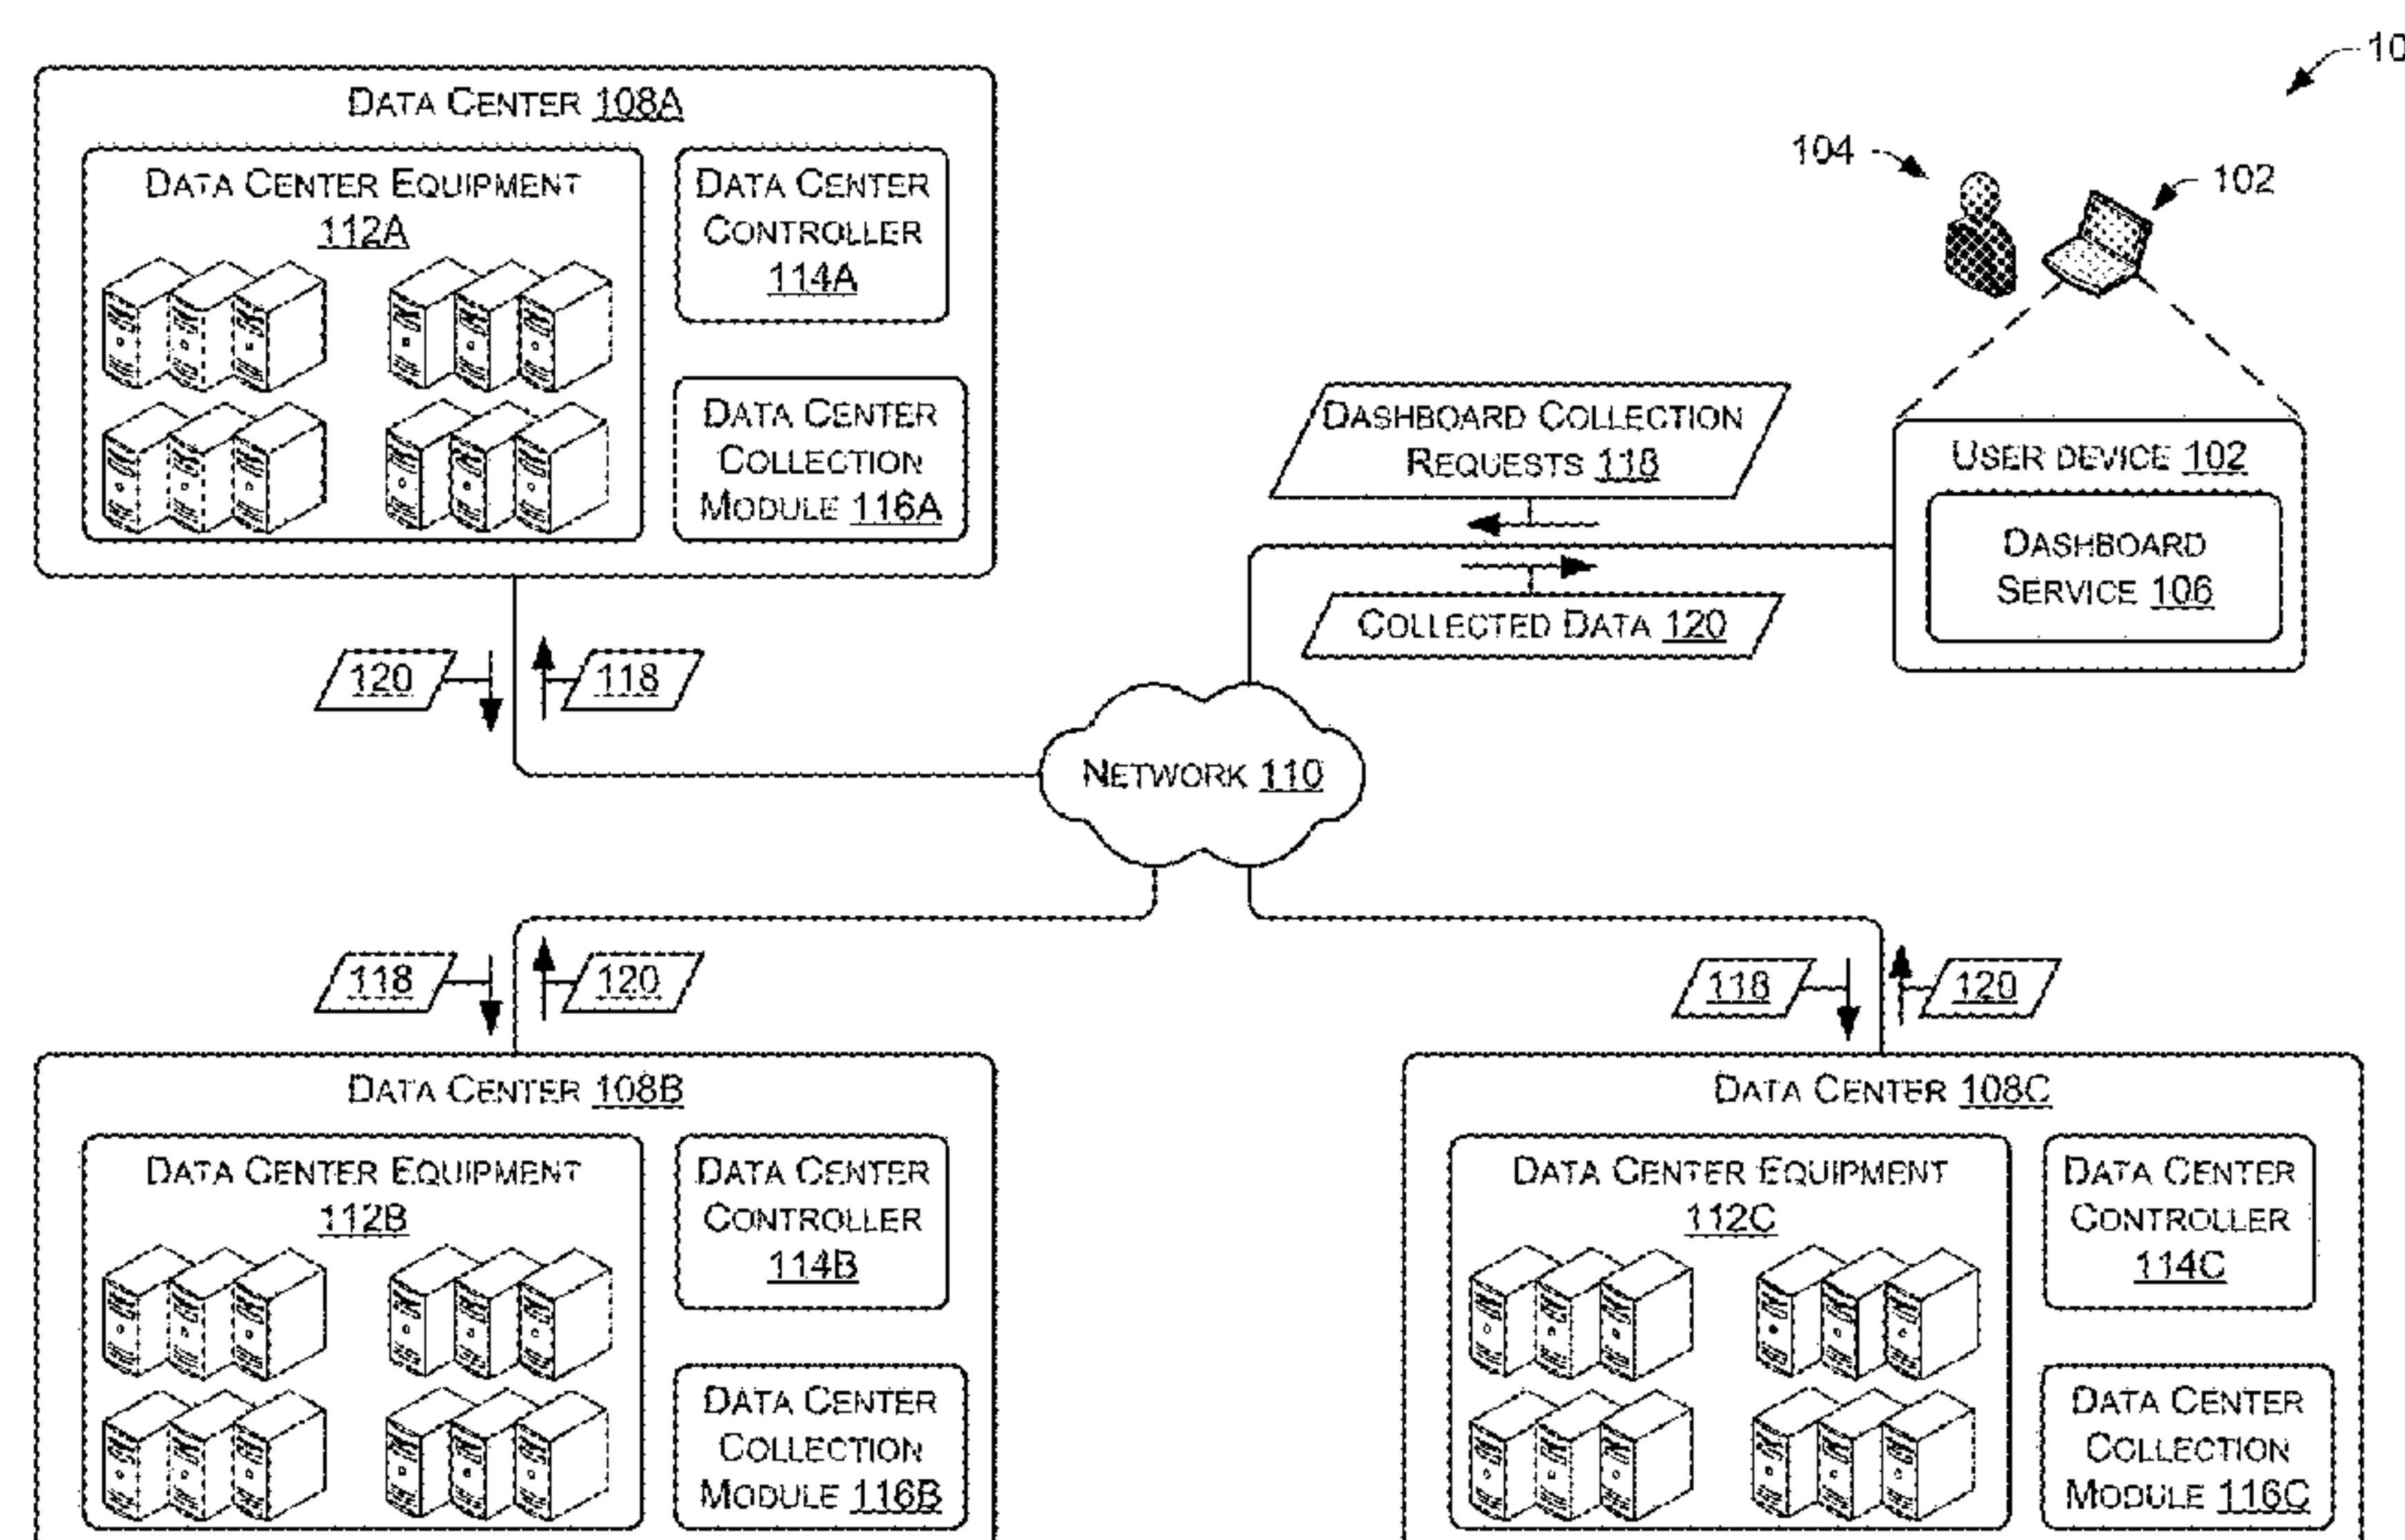 10
DATA CENTER 108A
DATA CENTER EQUIPMENT
112A
DATA CENTER
CONTROLLER
114A
DATA CENTER
COLLECTION
MODULE 116A
104
102
DASHBOARD COLLECTION
REQUESTS 118
COLLECTED DATA 120
USER DEVICE 102
DASHBOARD
SERVICE 106
120
118
NETWORK 110
118
120
118
120
DATA CENTER 108B
DATA CENTER EQUIPMENT
112B
DATA CENTER
CONTROLLER
114B
DATA CENTER
COLLECTION
MODULE 116B
DATA CENTER 108C
DATA CENTER EQUIPMENT
112C
DATA CENTER
CONTROLLER
114C
DATA CENTER
COLLECTION
MODULE 116C